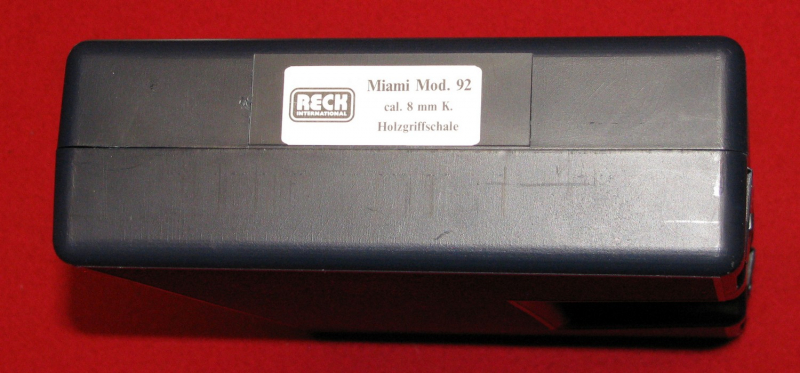 RECK
INTERNATIONAL
Miami Mod. 92
cal. 8 mm K.
Holzgriffschale